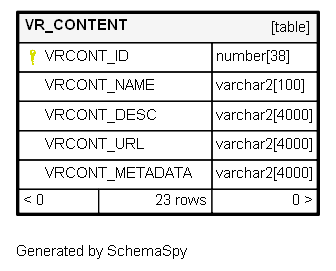 VR_CONTENT [table]
VRCONT_ID number[38]
VRCONT_NAME varchar2[100]
VRCONT_DESC varchar2[4000]
VRCONT_URL varchar2[4000]
VRCONT_METADATA varchar2[4000]
< 0 23 rows 0 >
Generated by SchemaSpy